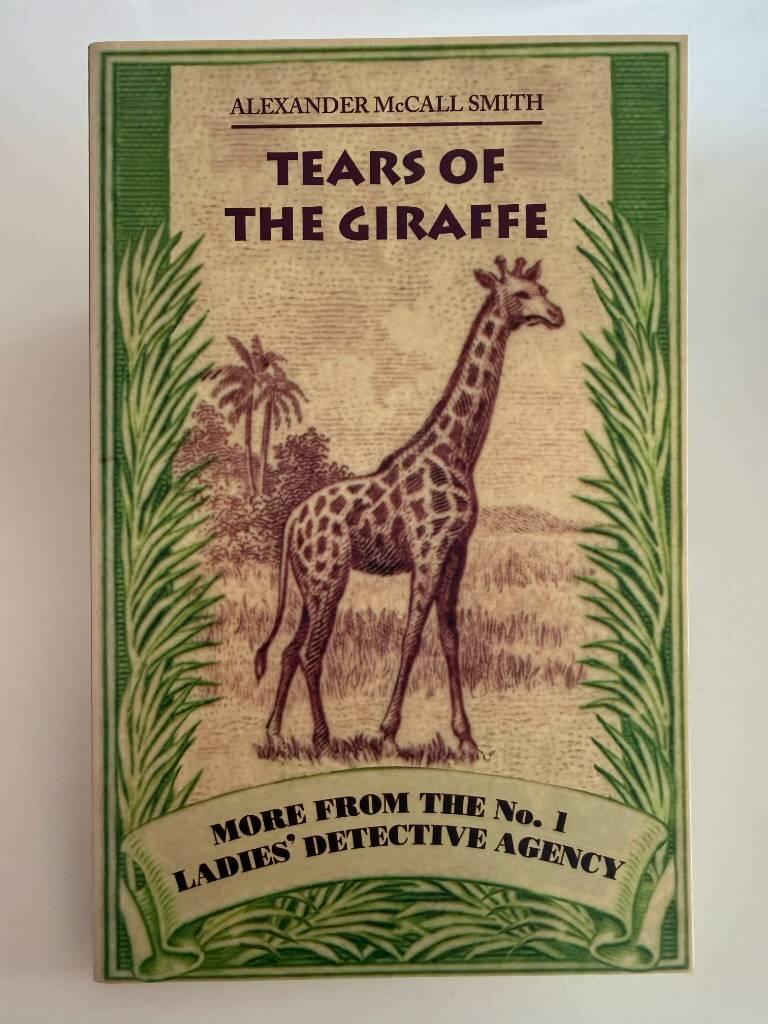 ALEXANDER McCALL SMITH
TEARS OF
THE GIRAFFE
MORE FROM THE No. 1
LADIES’ DETECTIVE AGENCY